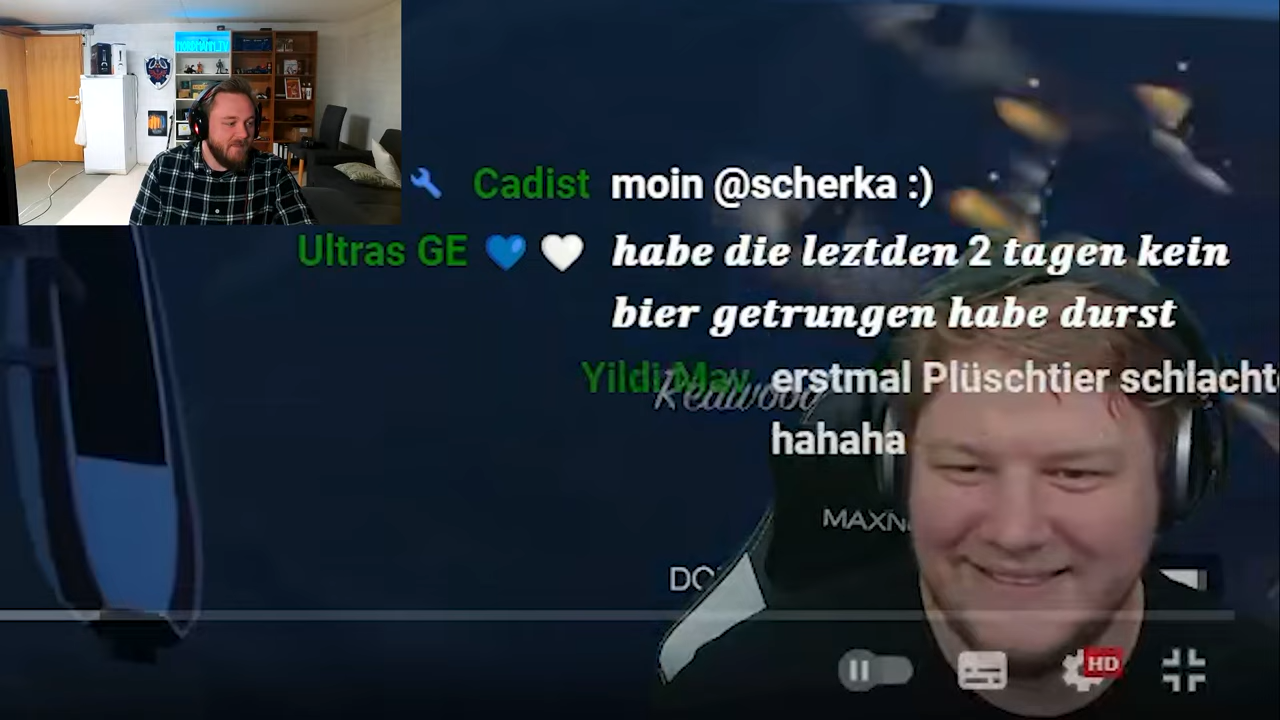 Cadist moin @scherka :)
Ultras GE 💙 🤍 habe die leztden 2 tagen kein
bier getrungen habe durst
Yildi May erstmal Plüschtier schlacht
hahaha
Redwood
MAXN
DO
HD